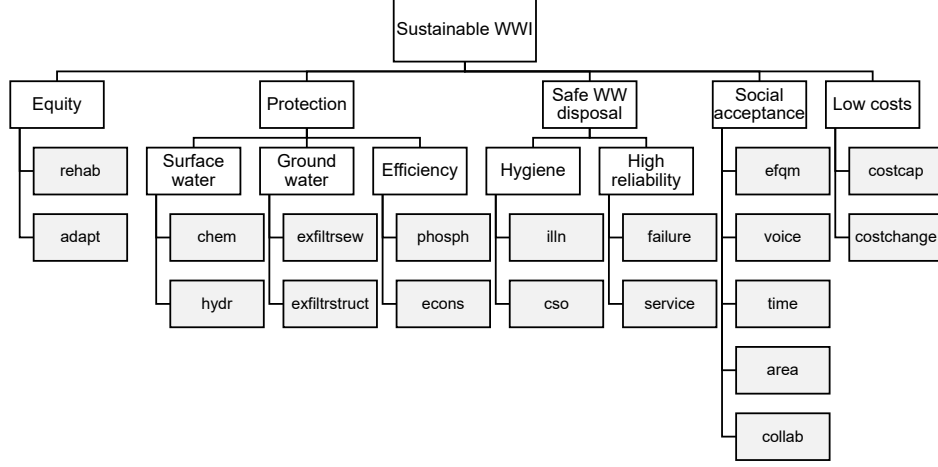 Sustainable WWI
Equity
Protection
Safe WW
disposal
Social
acceptance
Low costs
rehab
adapt
Surface
water
Ground
water
Efficiency
Hygiene
High
reliability
chem
hydr
exfiltrsew
exfiltrstruct
phosph
econs
illn
cso
failure
service
efqm
voice
time
area
collab
costcap
costchange